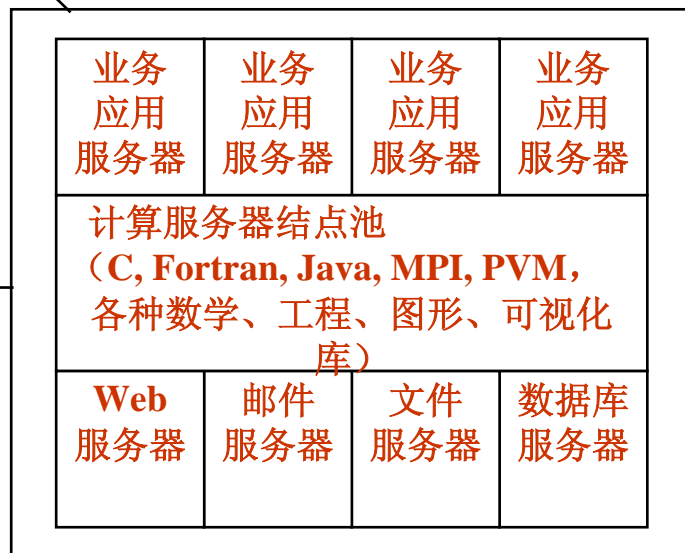 业务
应用
服务器
业务
应用
服务器
业务
应用
服务器
业务
应用
服务器
计算服务器结点池
（C, Fortran, Java, MPI, PVM，
各种数学、工程、图形、可视化
库）
Web
服务器
邮件
服务器
文件
服务器
数据库
服务器